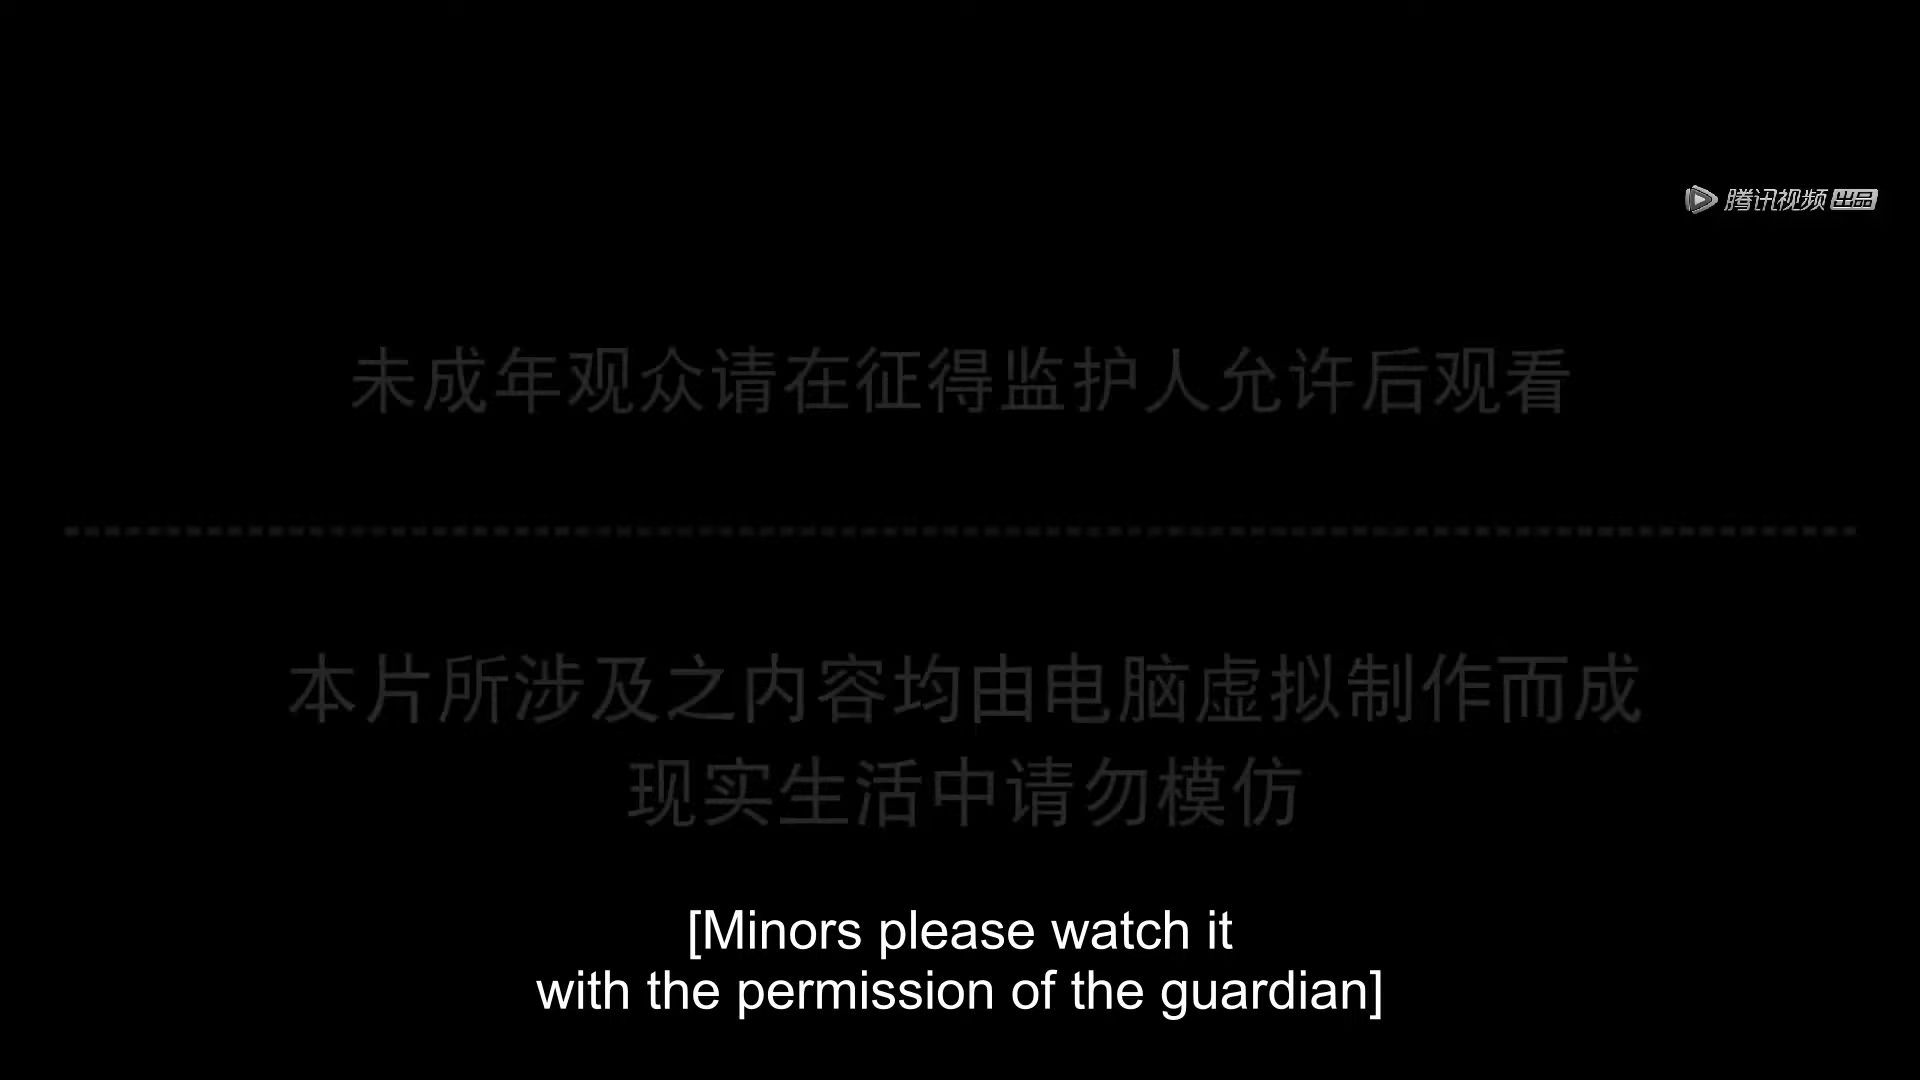 腾讯视频 出品
未成年观众请在征得监护人允许后观看
本片所涉及之内容均由电脑虚拟制作而成
现实生活中请勿模仿
[Minors please watch it
with the permission of the guardian]